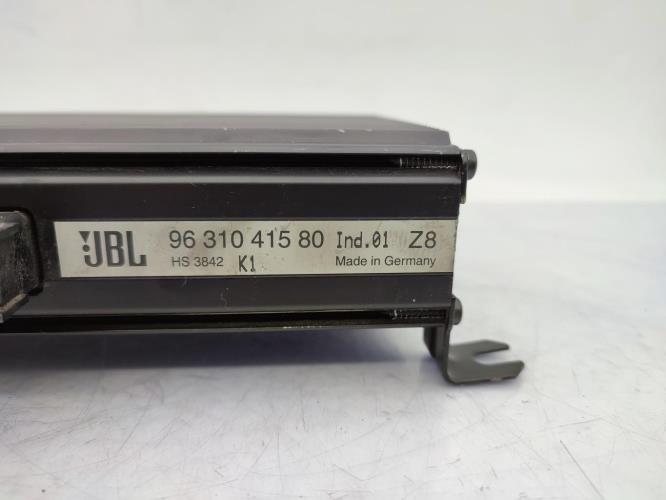 JBL 96 310 415 80 Ind.01 Z8
HS 3842 K1 Made in Germany